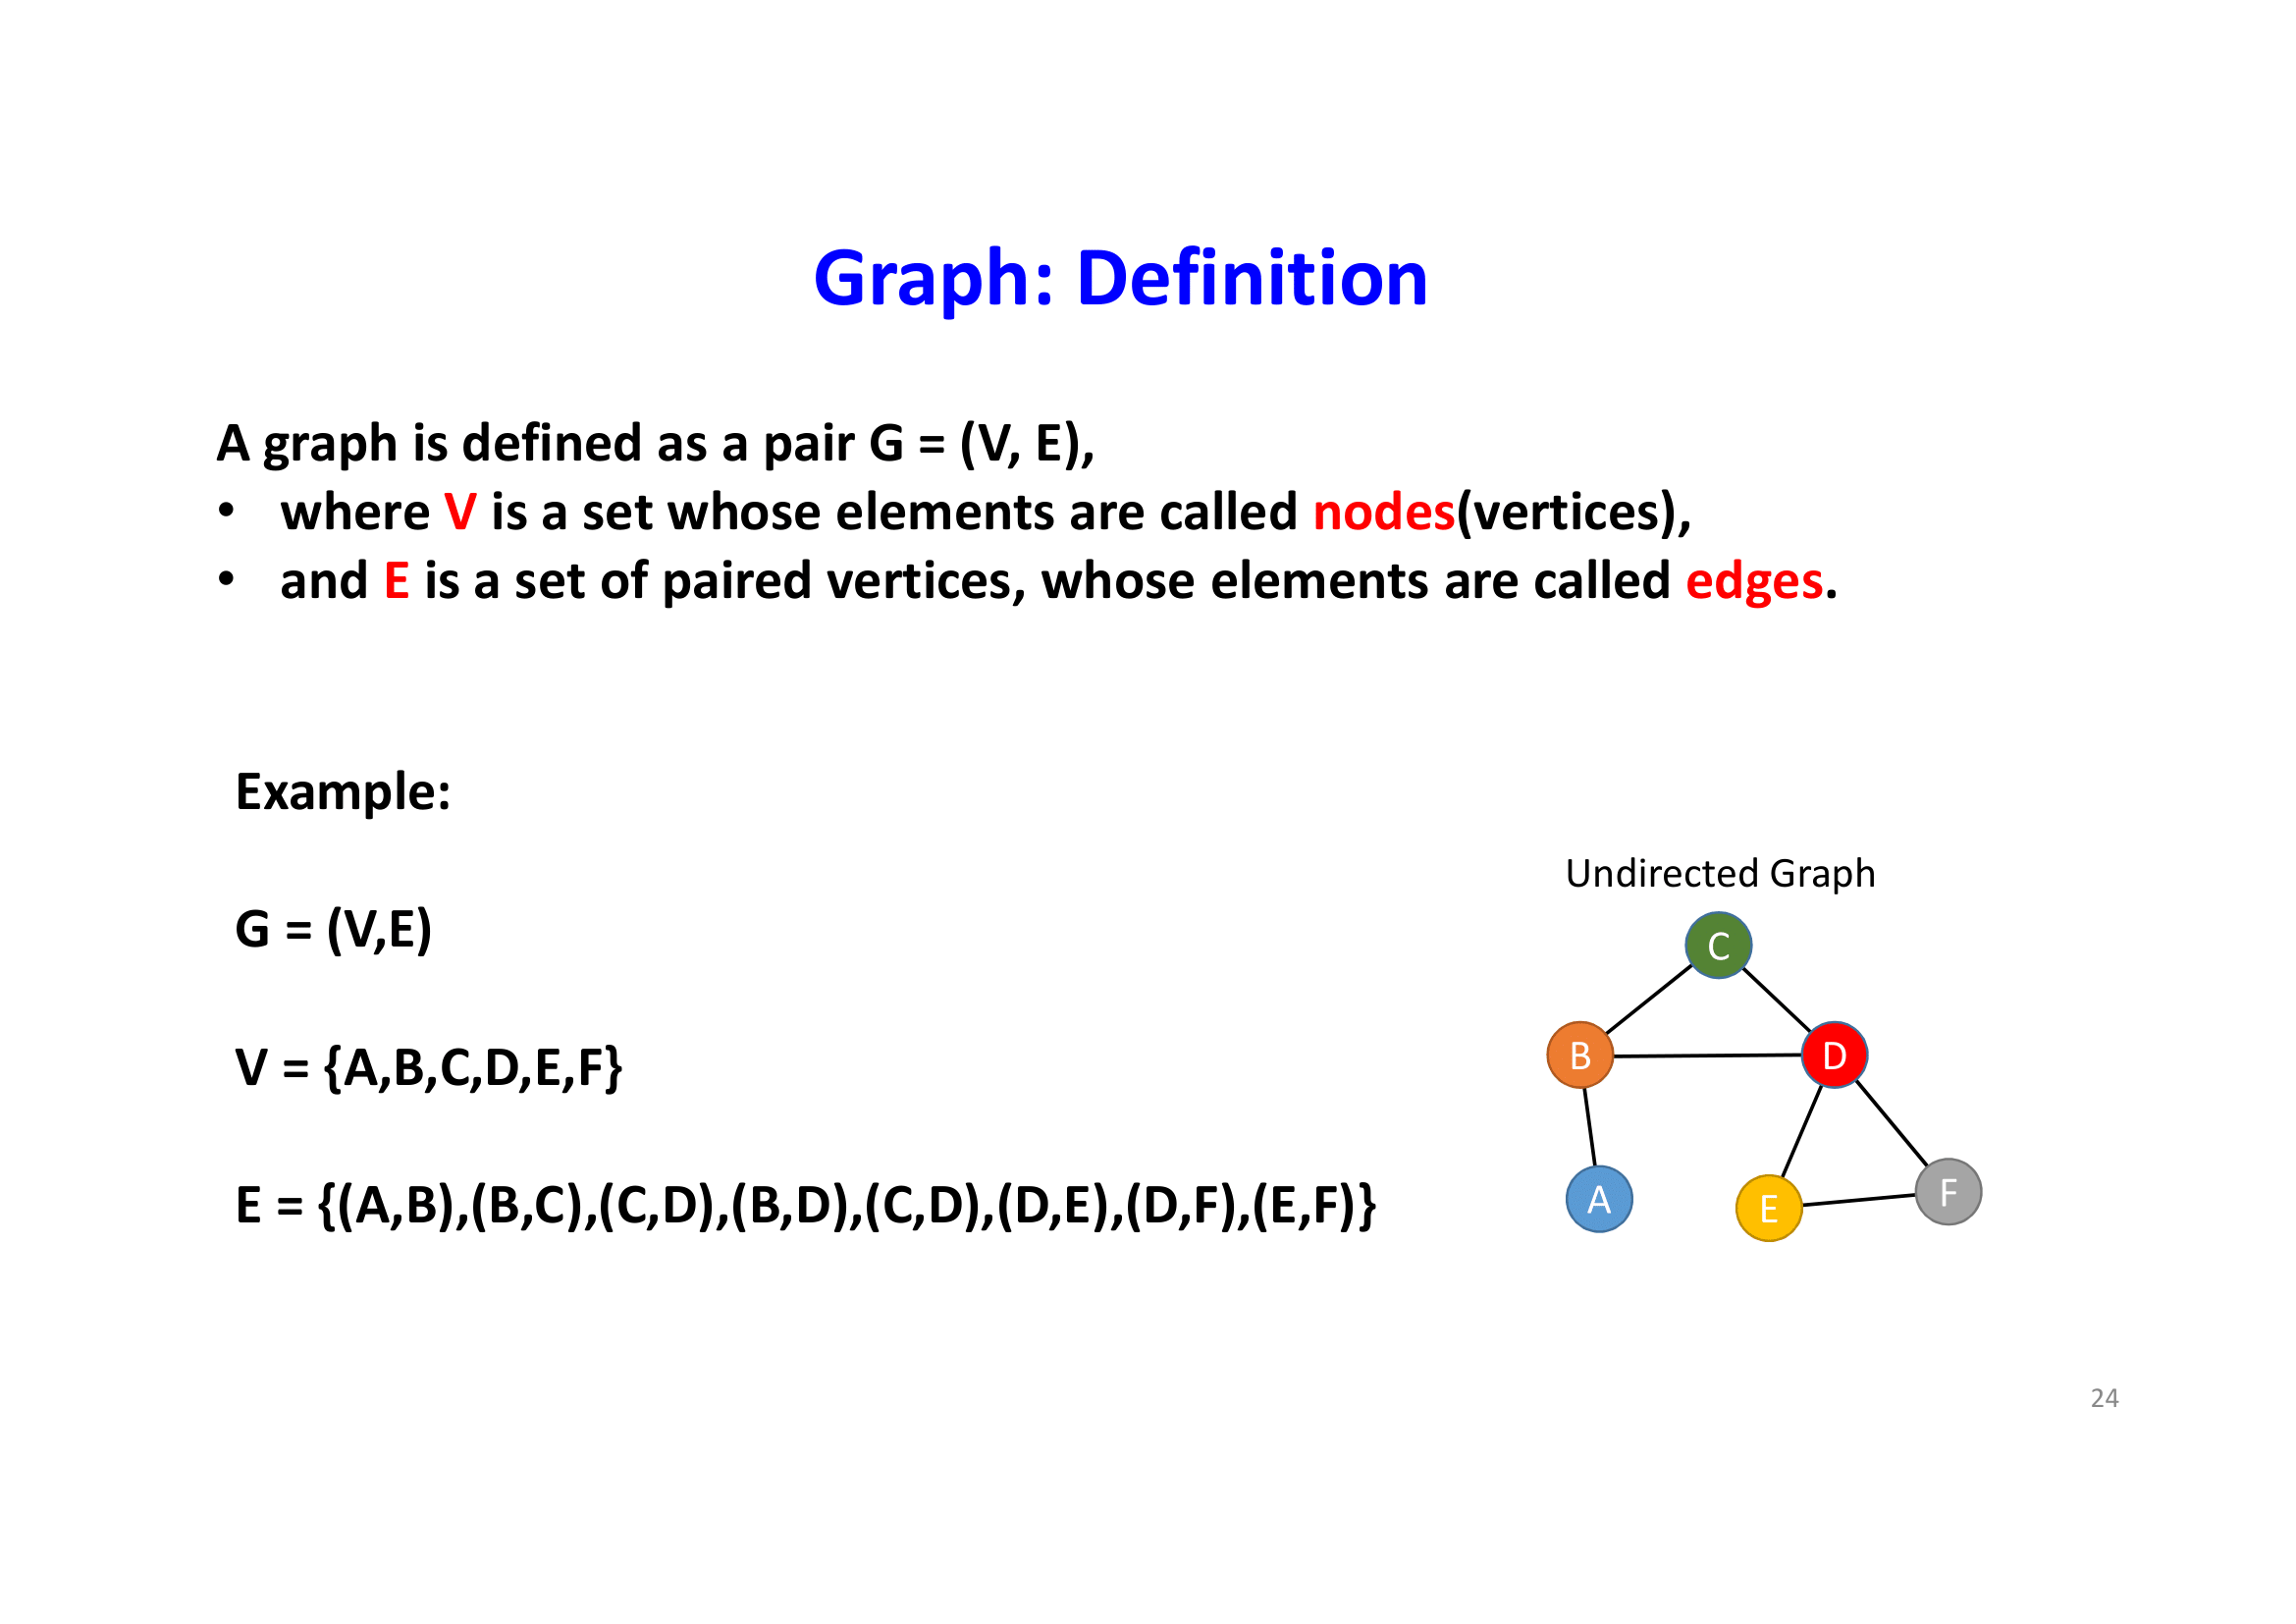 Graph: Definition
A graph is defined as a pair G = (V, E),
• where V is a set whose elements are called nodes(vertices),
• and E is a set of paired vertices, whose elements are called edges.
Example:
G = (V,E)
V = {A,B,C,D,E,F}
E = {(A,B),(B,C),(C,D),(B,D),(C,D),(D,E),(D,F),(E,F)}
Undirected Graph
C
B
D
A
E
F
24